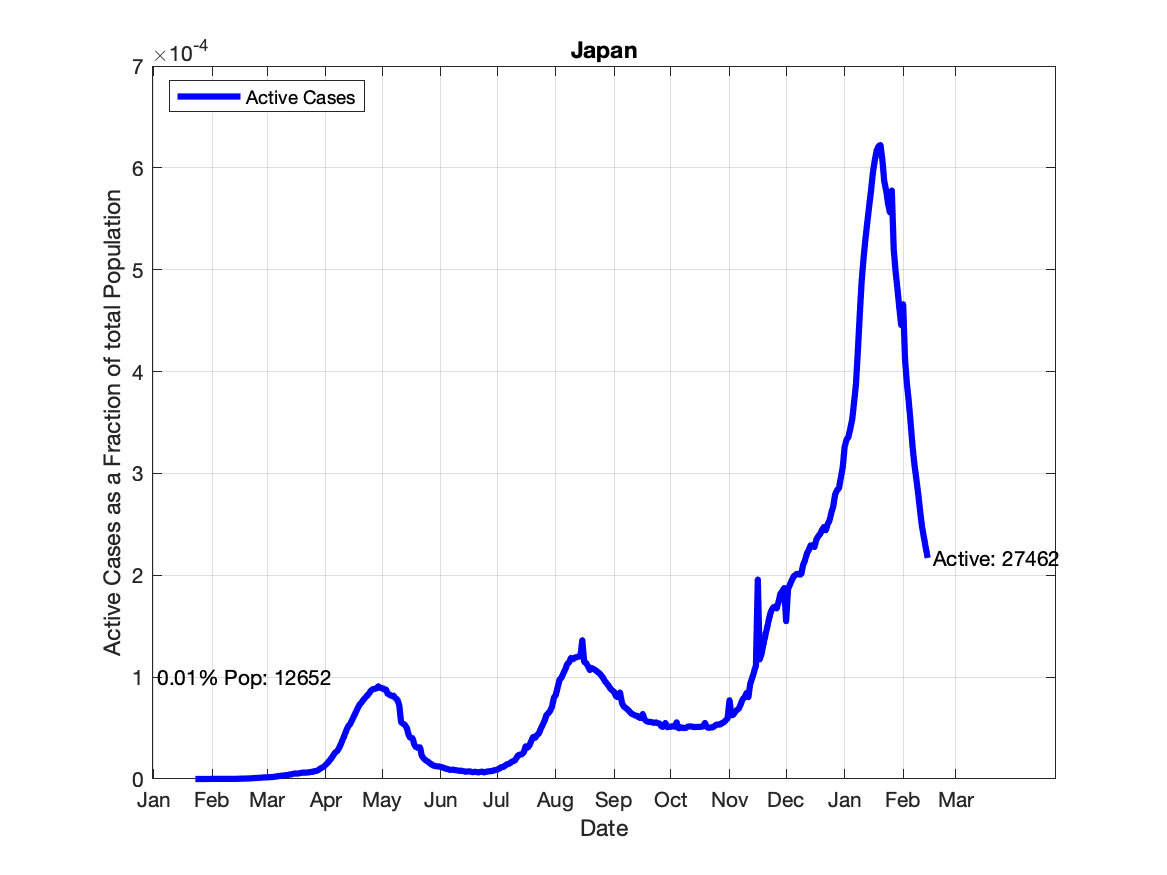 Japan
×10-4
7
6
5
4
3
2
1
0
Active Cases
Active Cases as a Fraction of total Population
0.01% Pop: 12652
Active: 27462
Jan Feb Mar Apr May Jun Jul Aug Sep Oct Nov Dec Jan Feb Mar
Date